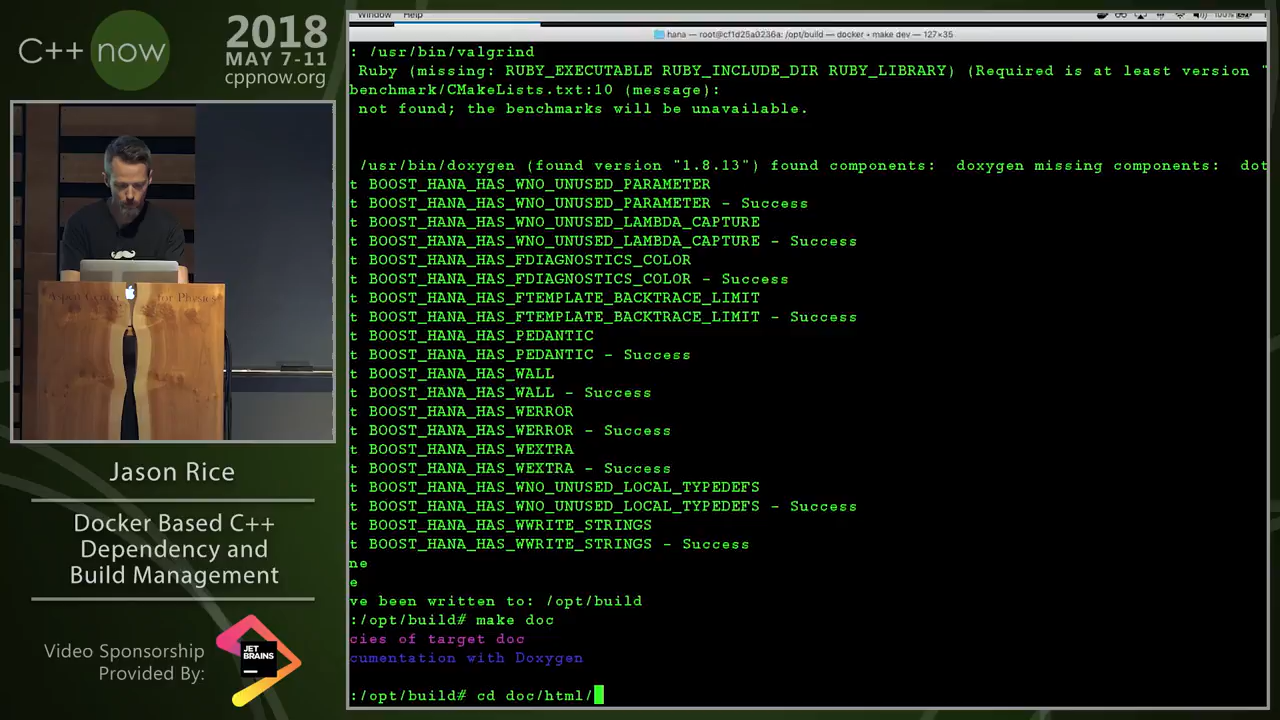 C++ now
2018
MAY 7-11
cppnow.org
Jason Rice
Docker Based C++
Dependency and
Build Management
Video Sponsorship
Provided By:
JET
BRAINS
Window Help
hana — root@cf1d25a0236a: /opt/build — docker • make dev — 127×35
: /usr/bin/valgrind
Ruby (missing: RUBY_EXECUTABLE RUBY_INCLUDE_DIR RUBY_LIBRARY) (Required is at least version "
benchmark/CMakeLists.txt:10 (message):
not found; the benchmarks will be unavailable.
/usr/bin/doxygen (found version "1.8.13") found components:  doxygen missing components:  dot
t BOOST_HANA_HAS_WNO_UNUSED_PARAMETER
t BOOST_HANA_HAS_WNO_UNUSED_PARAMETER - Success
t BOOST_HANA_HAS_WNO_UNUSED_LAMBDA_CAPTURE
t BOOST_HANA_HAS_WNO_UNUSED_LAMBDA_CAPTURE - Success
t BOOST_HANA_HAS_FDIAGNOSTICS_COLOR
t BOOST_HANA_HAS_FDIAGNOSTICS_COLOR - Success
t BOOST_HANA_HAS_FTEMPLATE_BACKTRACE_LIMIT
t BOOST_HANA_HAS_FTEMPLATE_BACKTRACE_LIMIT - Success
t BOOST_HANA_HAS_PEDANTIC
t BOOST_HANA_HAS_PEDANTIC - Success
t BOOST_HANA_HAS_WALL
t BOOST_HANA_HAS_WALL - Success
t BOOST_HANA_HAS_WERROR
t BOOST_HANA_HAS_WERROR - Success
t BOOST_HANA_HAS_WEXTRA
t BOOST_HANA_HAS_WEXTRA - Success
t BOOST_HANA_HAS_WNO_UNUSED_LOCAL_TYPEDEFS
t BOOST_HANA_HAS_WNO_UNUSED_LOCAL_TYPEDEFS - Success
t BOOST_HANA_HAS_WWRITE_STRINGS
t BOOST_HANA_HAS_WWRITE_STRINGS - Success
ne
e
ve been written to: /opt/build
:/opt/build# make doc
cies of target doc
cumentation with Doxygen
:/opt/build# cd doc/html/